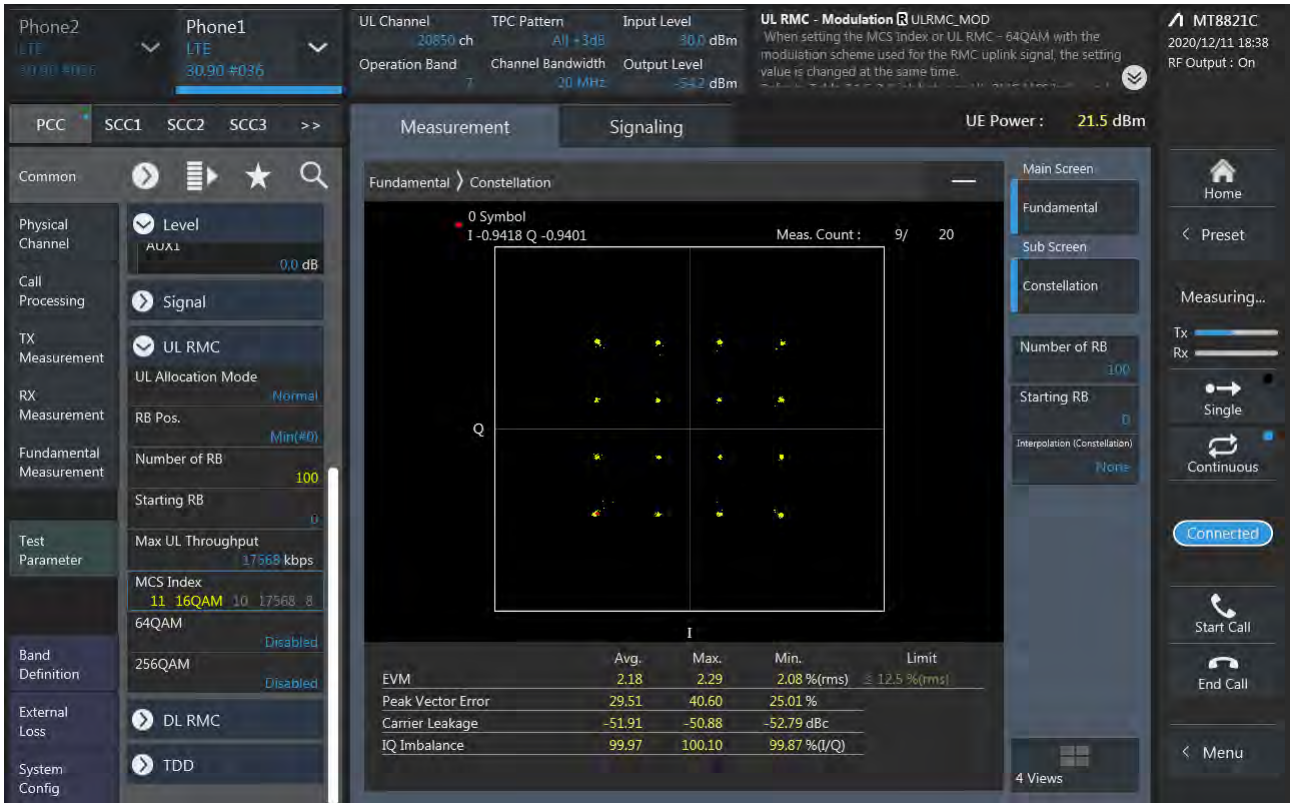 Phone2
LTE
30.90 #036
Phone1
LTE
30.90 #036
UL Channel
20850 ch
Operation Band
7
TPC Pattern
All +3dB
Channel Bandwidth
20 MHz
Input Level
30.0 dBm
Output Level
-54.2 dBm
UL RMC - Modulation R ULRMC_MOD
When setting the MCS Index or UL RMC - 64QAM with the
modulation scheme used for the RMC uplink signal, the setting
value is changed at the same time.
MT8821C
2020/12/11 18:38
RF Output : On
PCC SCC1 SCC2 SCC3 >>
Measurement
Signaling
UE Power : 21.5 dBm
Common
Physical
Channel
Call
Processing
TX
Measurement
RX
Measurement
Fundamental
Measurement
Test
Parameter
Band
Definition
External
Loss
System
Config
Level
AUX1
0.0 dB
Signal
UL RMC
UL Allocation Mode
Normal
RB Pos.
Min(#0)
Number of RB
100
Starting RB
0
Max UL Throughput
17568 kbps
MCS Index
11 16QAM 10 17568 8
64QAM
Disabled
256QAM
Disabled
DL RMC
TDD
Fundamental ⟩ Constellation
0 Symbol
I -0.9418 Q -0.9401
Meas. Count : 9/ 20
Q
I
Avg. Max. Min. Limit
EVM 2.18 2.29 2.08 %(rms) ≤ 12.5 %(rms)
Peak Vector Error 29.51 40.60 25.01 %
Carrier Leakage -51.91 -50.88 -52.79 dBc
IQ Imbalance 99.97 100.10 99.87 %(I/Q)
Main Screen
Fundamental
Sub Screen
Constellation
Number of RB
100
Starting RB
0
Interpolation (Constellation)
None
4 Views
Home
< Preset
Measuring...
Tx
Rx
Single
Continuous
Connected
Start Call
End Call
< Menu